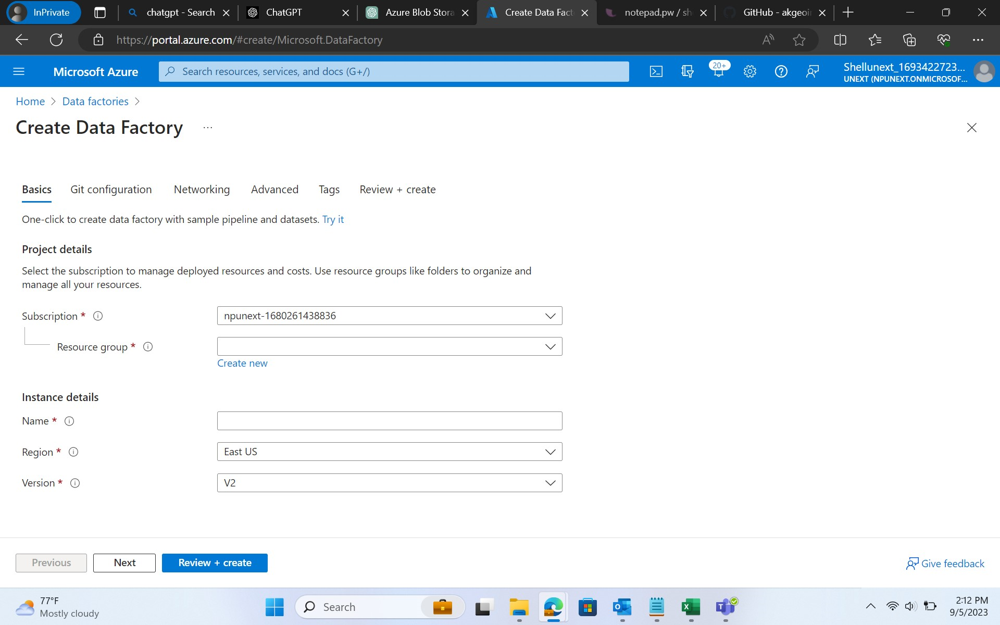 InPrivate
chatgpt - Search
ChatGPT
Azure Blob Stora
Create Data Fact
notepad.pw / sh
GitHub - akgeoi
https://portal.azure.com/#create/Microsoft.DataFactory
Microsoft Azure
Search resources, services, and docs (G+/)
20+
Shellunext_1693422723...
UNEXT (NPUNEXT.ONMICROSOF...
Home > Data factories >
Create Data Factory ...
Basics
Git configuration
Networking
Advanced
Tags
Review + create
One-click to create data factory with sample pipeline and datasets. Try it
Project details
Select the subscription to manage deployed resources and costs. Use resource groups like folders to organize and
manage all your resources.
Subscription *
npunext-1680261438836
Resource group *
Create new
Instance details
Name *
Region *
East US
Version *
V2
Previous
Next
Review + create
Give feedback
77°F
Mostly cloudy
Search
2:12 PM
9/5/2023